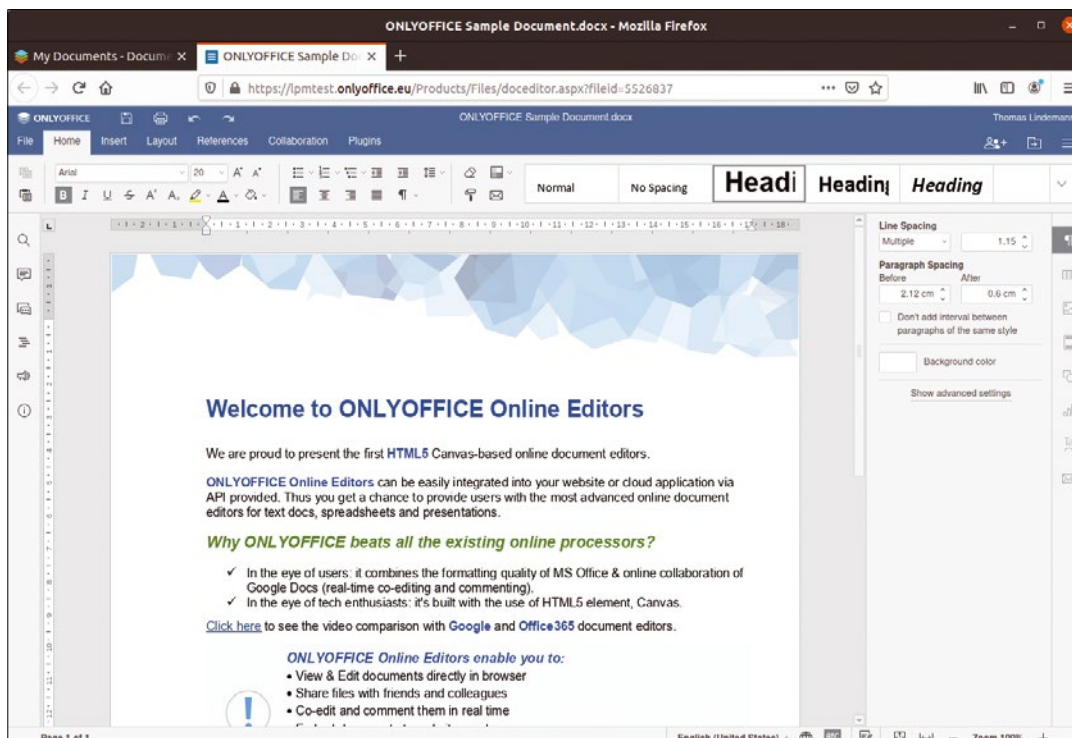 ONLYOFFICE Sample Document.docx - Mozilla Firefox
My Documents - Docume
ONLYOFFICE Sample Do
https://lpmtest.onlyoffice.eu/Products/Files/doceditor.aspx?fileid=5526837
ONLYOFFICE
ONLYOFFICE Sample Document.docx
Thomas Lindemann
File Home Insert Layout References Collaboration Plugins
Arial 20
Normal No Spacing Headi Heading Heading
Line Spacing
Multiple 1.15
Paragraph Spacing
Before After
2.12 cm 0.6 cm
Don't add interval between
paragraphs of the same style
Background color
Show advanced settings
Welcome to ONLYOFFICE Online Editors
We are proud to present the first HTML5 Canvas-based online document editors.
ONLYOFFICE Online Editors can be easily integrated into your website or cloud application via
API provided. Thus you get a chance to provide users with the most advanced online document
editors for text docs, spreadsheets and presentations.
Why ONLYOFFICE beats all the existing online processors?
✓ In the eye of users: it combines the formatting quality of MS Office & online collaboration of
Google Docs (real-time co-editing and commenting).
✓ In the eye of tech enthusiasts: it's built with the use of HTML5 element, Canvas.
Click here to see the video comparison with Google and Office365 document editors.
ONLYOFFICE Online Editors enable you to:
• View & Edit documents directly in browser
• Share files with friends and colleagues
• Co-edit and comment them in real time
Page 1 of 1
English (United States)
Zoom 100%